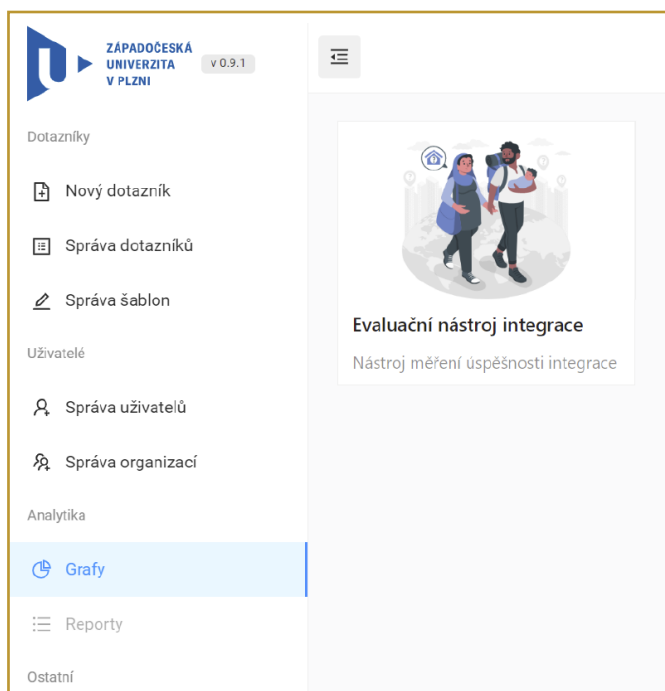 ZÁPADOČESKÁ
UNIVERZITA
V PLZNI
v 0.9.1
Dotazníky
Nový dotazník
Správa dotazníků
Správa šablon
Uživatelé
Správa uživatelů
Správa organizací
Analytika
Grafy
Reporty
Ostatní
Evaluační nástroj integrace
Nástroj měření úspěšnosti integrace